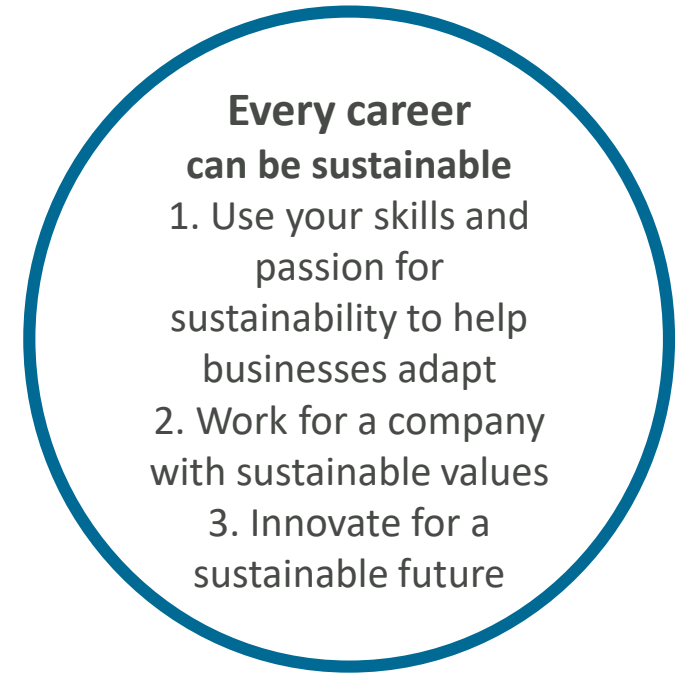 Every career
can be sustainable
1. Use your skills and
passion for
sustainability to help
businesses adapt
2. Work for a company
with sustainable values
3. Innovate for a
sustainable future